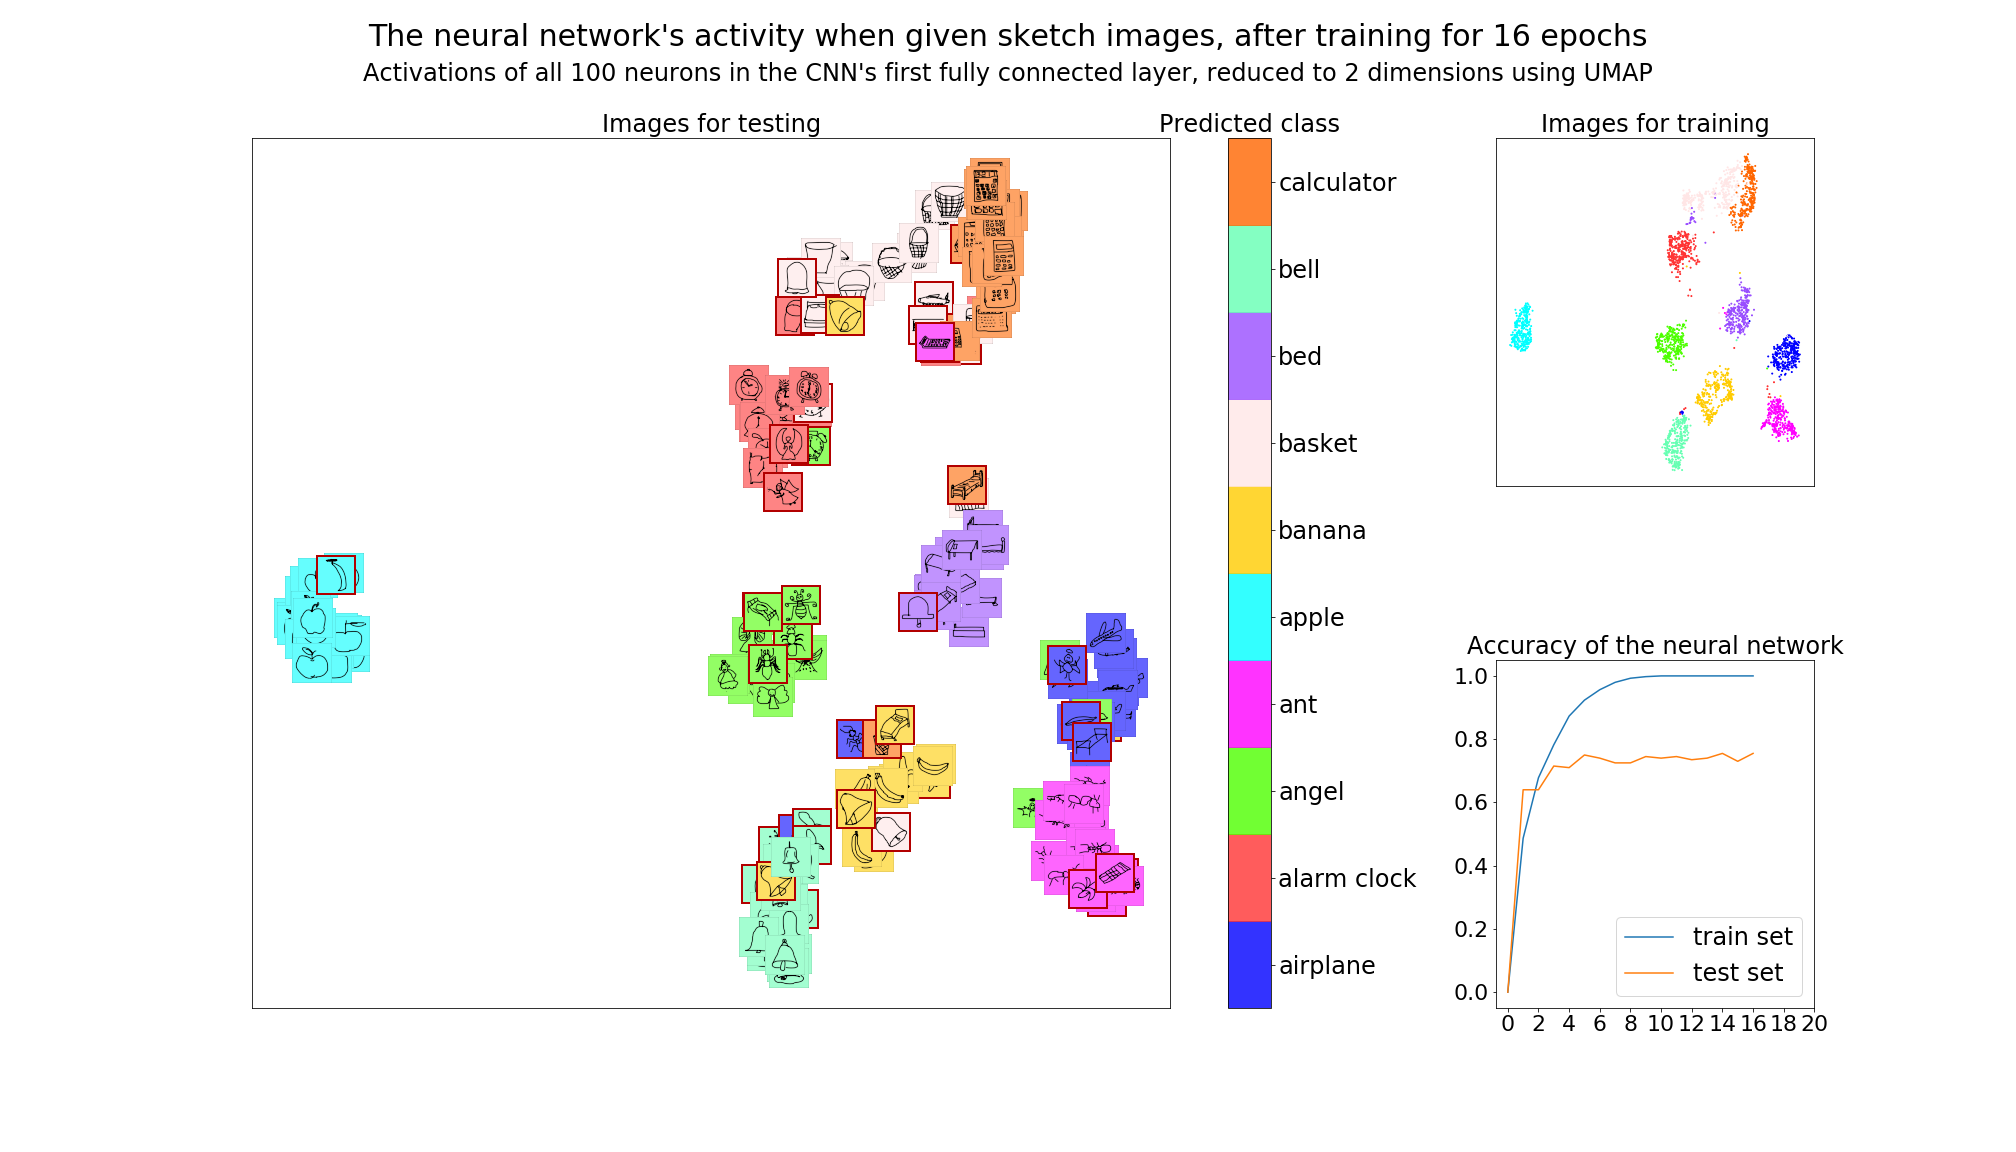 The neural network's activity when given sketch images, after training for 16 epochs
Activations of all 100 neurons in the CNN's first fully connected layer, reduced to 2 dimensions using UMAP
Images for testing
Predicted class
calculator
bell
bed
basket
banana
apple
ant
angel
alarm clock
airplane
Images for training
Accuracy of the neural network
1.0
0.8
0.6
0.4
0.2
0.0
train set
test set
0 2 4 6 8 10 12 14 16 18 20